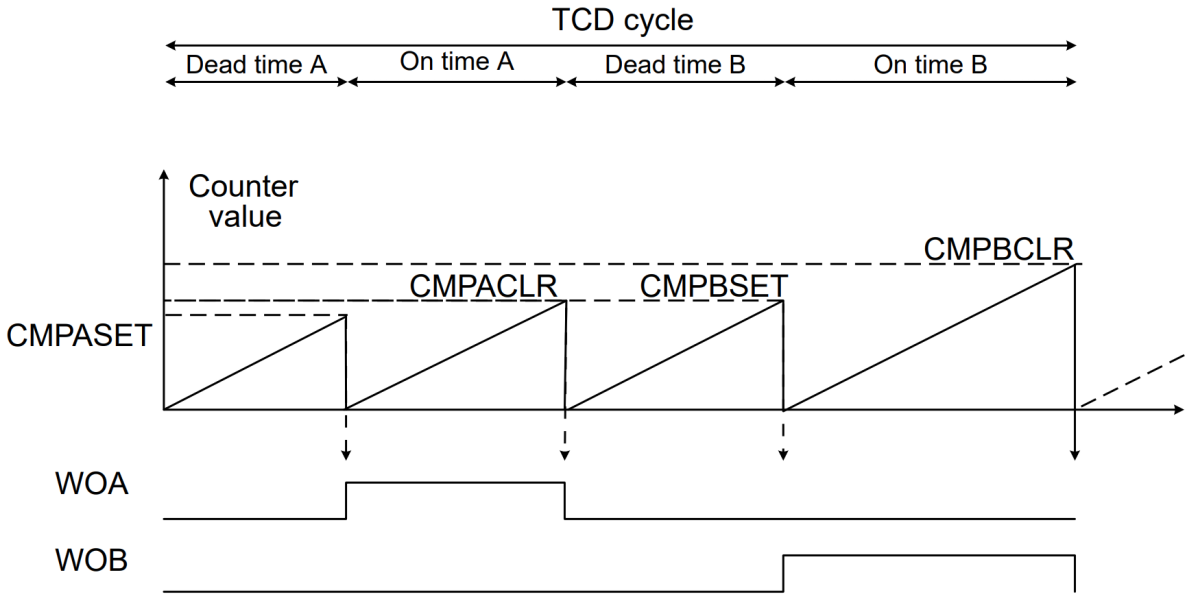 TCD cycle
Dead time A
On time A
Dead time B
On time B
Counter
value
CMPBCLR
CMPACLR
CMPBSET
CMPASET
WOA
WOB